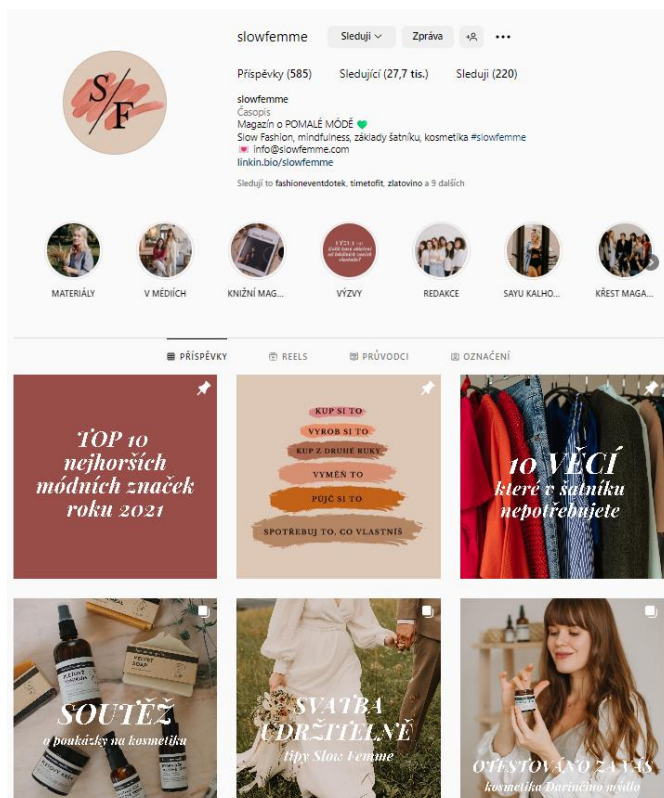 slowfemme Sleduji Zpráva
Příspěvky (585) Sledující (27,7 tis.) Sleduji (220)
S/F
slowfemme
Časopis
Magazín o POMALÉ MÓDĚ
Slow Fashion, mindfulness, základy šatníku, kosmetika #slowfemme
info@slowfemme.com
linkin.bio/slowfemme
Sledují to fashioneventdotek, timetofit, zlatovino a 9 dalších
MATERIÁLY V MÉDIÍCH KNIŽNÍ MAG... VÝZVY REDAKCE SAYU KALHO... KŘEST MAGA...
PŘÍSPĚVKY REELS PRŮVODCI OZNAČENÍ
TOP 10
nejhorších
módních značek
roku 2021
KUP SI TO
VYROB SI TO
KUP Z DRUHÉ RUKY
VYMĚŇ TO
PŮJČ SI TO
SPOTŘEBUJ TO, CO VLASTNÍŠ
10 VĚCÍ
které v šatníku
nepotřebujete
VELVET
SOAP
SOUTĚŽ
o poukázky na kosmetiku
SVATBA
UDRŽITELNĚ
tipy Slow Femme
OTESTOVÁNO ZA VÁS
kosmetika Darinčino mýdlo